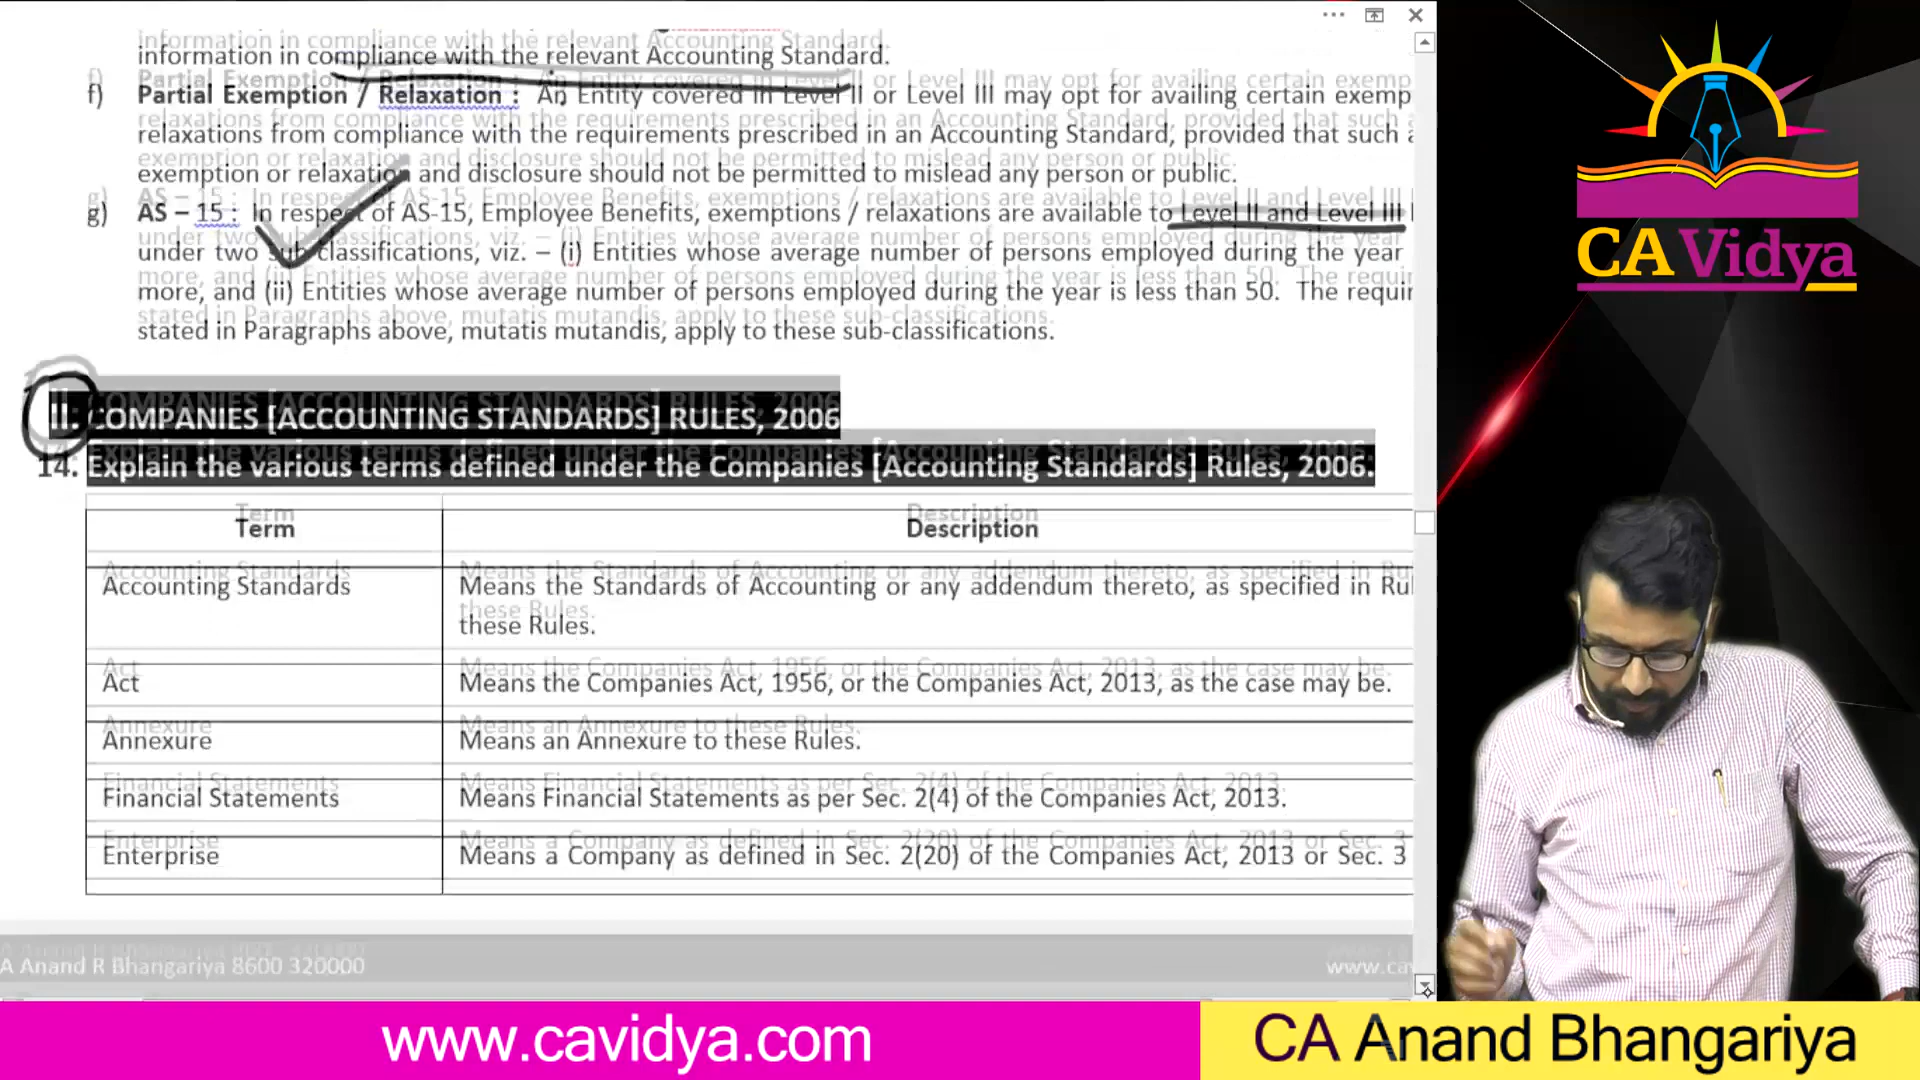 information in compliance with the relevant Accounting Standard.
f) Partial Exemption / Relaxation : An Entity covered in Level II or Level III may opt for availing certain exemp
relaxations from compliance with the requirements prescribed in an Accounting Standard, provided that such
exemption or relaxation and disclosure should not be permitted to mislead any person or public.
g) AS – 15 : In respect of AS-15, Employee Benefits, exemptions / relaxations are available to Level II and Level III
under two sub-classifications, viz. – (i) Entities whose average number of persons employed during the year
more, and (ii) Entities whose average number of persons employed during the year is less than 50. The requir
stated in Paragraphs above, mutatis mutandis, apply to these sub-classifications.
II. COMPANIES [ACCOUNTING STANDARDS] RULES, 2006
14. Explain the various terms defined under the Companies [Accounting Standards] Rules, 2006.
Term Description
Accounting Standards Means the Standards of Accounting or any addendum thereto, as specified in Rul
these Rules.
Act Means the Companies Act, 1956, or the Companies Act, 2013, as the case may be.
Annexure Means an Annexure to these Rules.
Financial Statements Means Financial Statements as per Sec. 2(4) of the Companies Act, 2013.
Enterprise Means a Company as defined in Sec. 2(20) of the Companies Act, 2013 or Sec. 3
A Anand R Bhangariya 8600 320000
www.cav
CA Vidya
www.cavidya.com
CA Anand Bhangariya